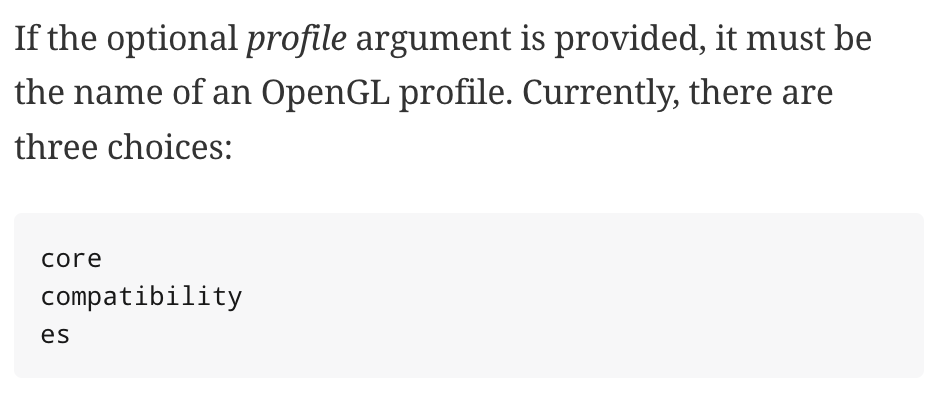 If the optional profile argument is provided, it must be
the name of an OpenGL profile. Currently, there are
three choices:
core
compatibility
es